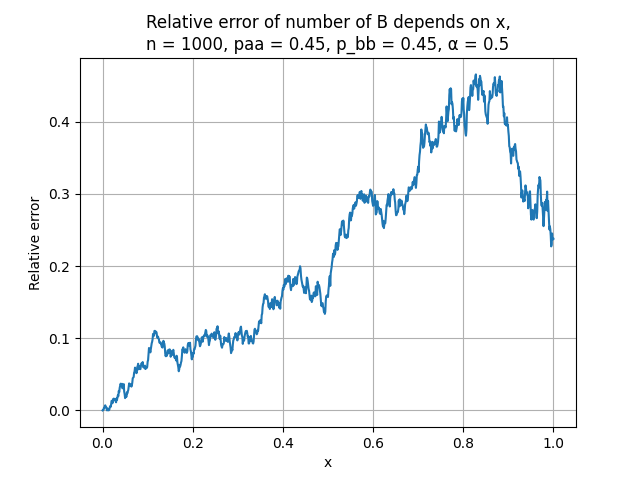 Relative error of number of B depends on x,
n = 1000, paa = 0.45, p_bb = 0.45, α = 0.5
Relative error
0.4
0.3
0.2
0.1
0.0
0.0 0.2 0.4 0.6 0.8 1.0
x